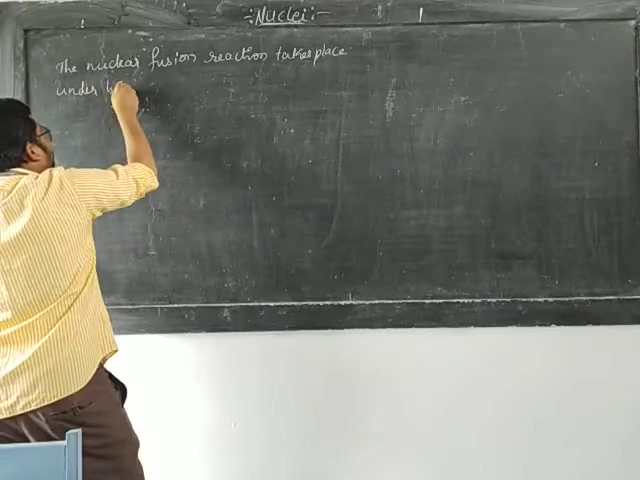 :-Nuclei:-
The nuclear fusion reaction takes place
under